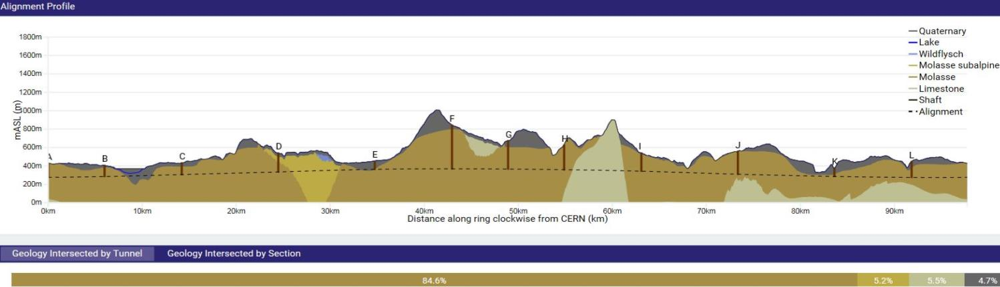 Alignment Profile
1800m
1600m
1400m
1200m
1000m
800m
600m
400m
200m
0m
mASL (m)
A
B
C
D
E
F
G
H
I
J
K
L
Quaternary
Lake
Wildflysch
Molasse subalpine
Molasse
Limestone
Shaft
Alignment
0km
10km
20km
30km
40km
50km
60km
70km
80km
90km
Distance along ring clockwise from CERN (km)
Geology Intersected by Tunnel
Geology Intersected by Section
84.6%
5.2%
5.5%
4.7%